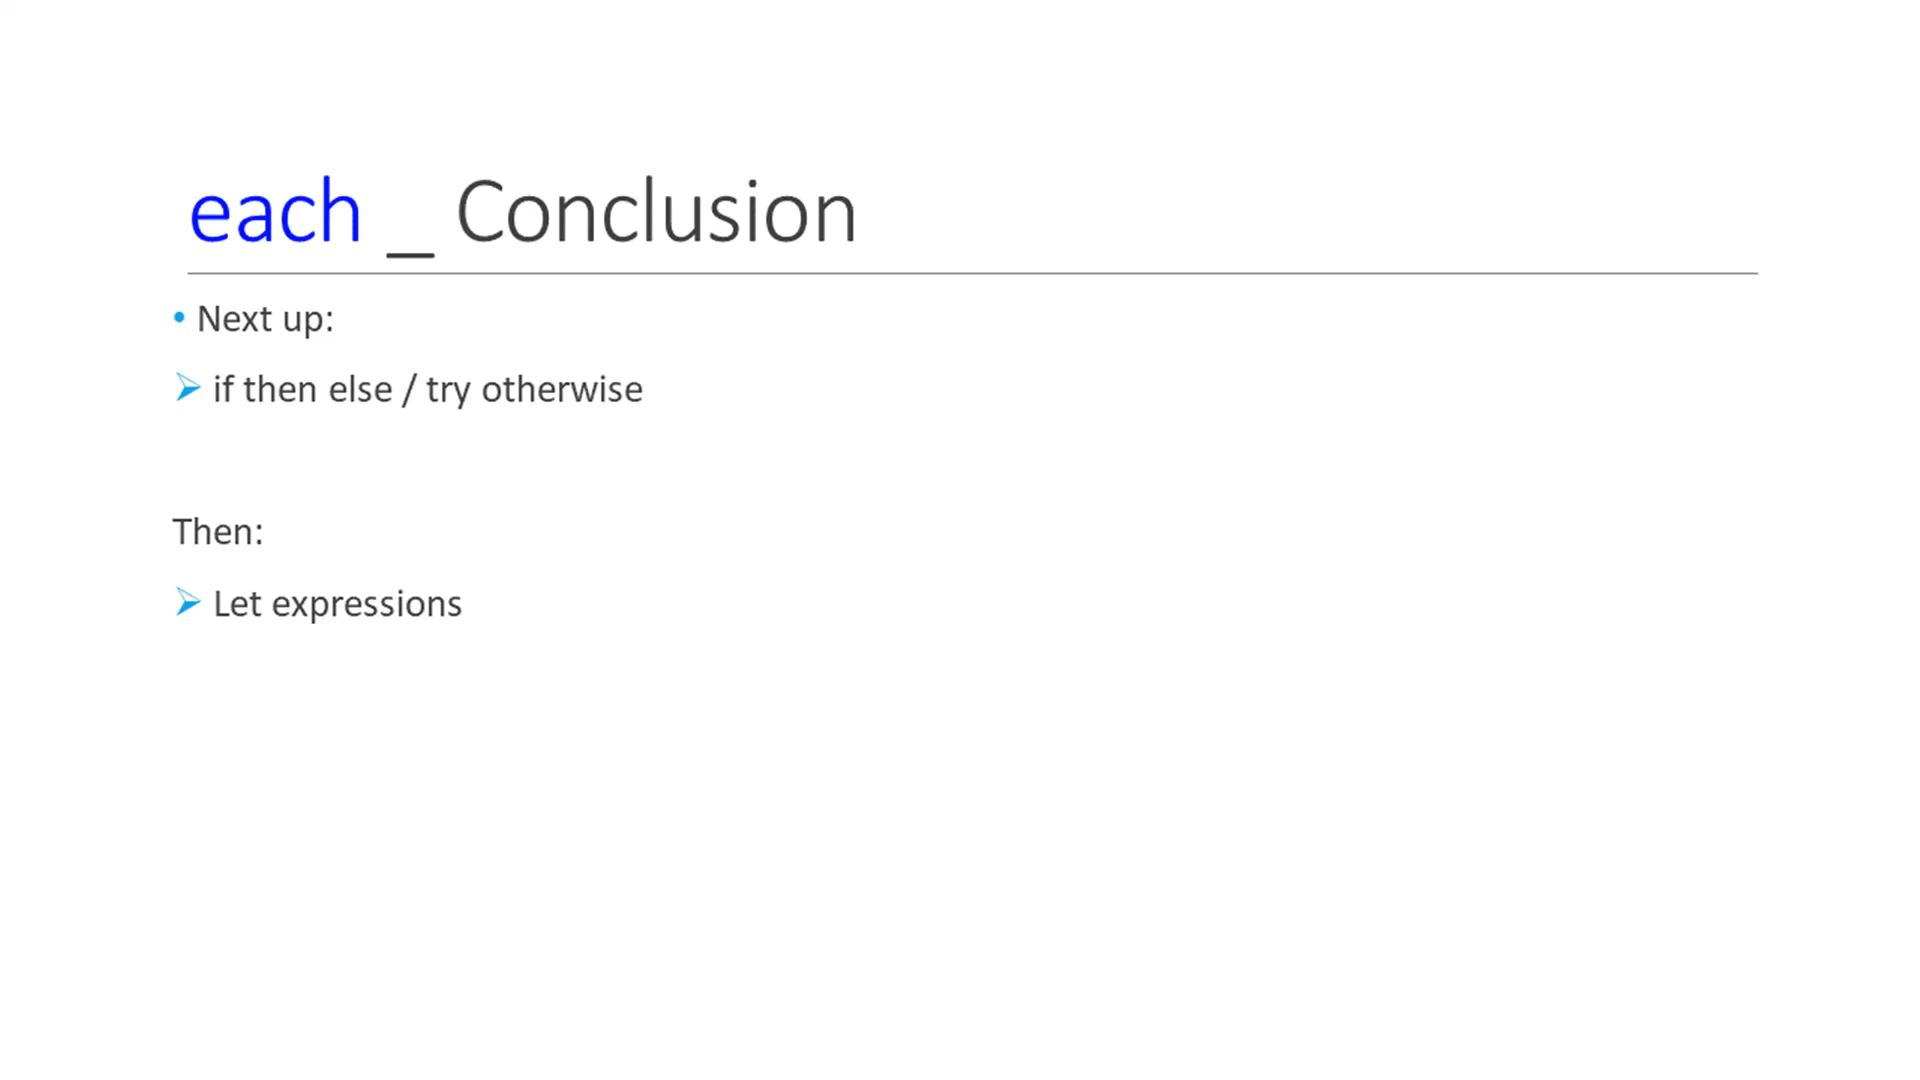 each _ Conclusion
• Next up:
➢ if then else / try otherwise
Then:
➢ Let expressions